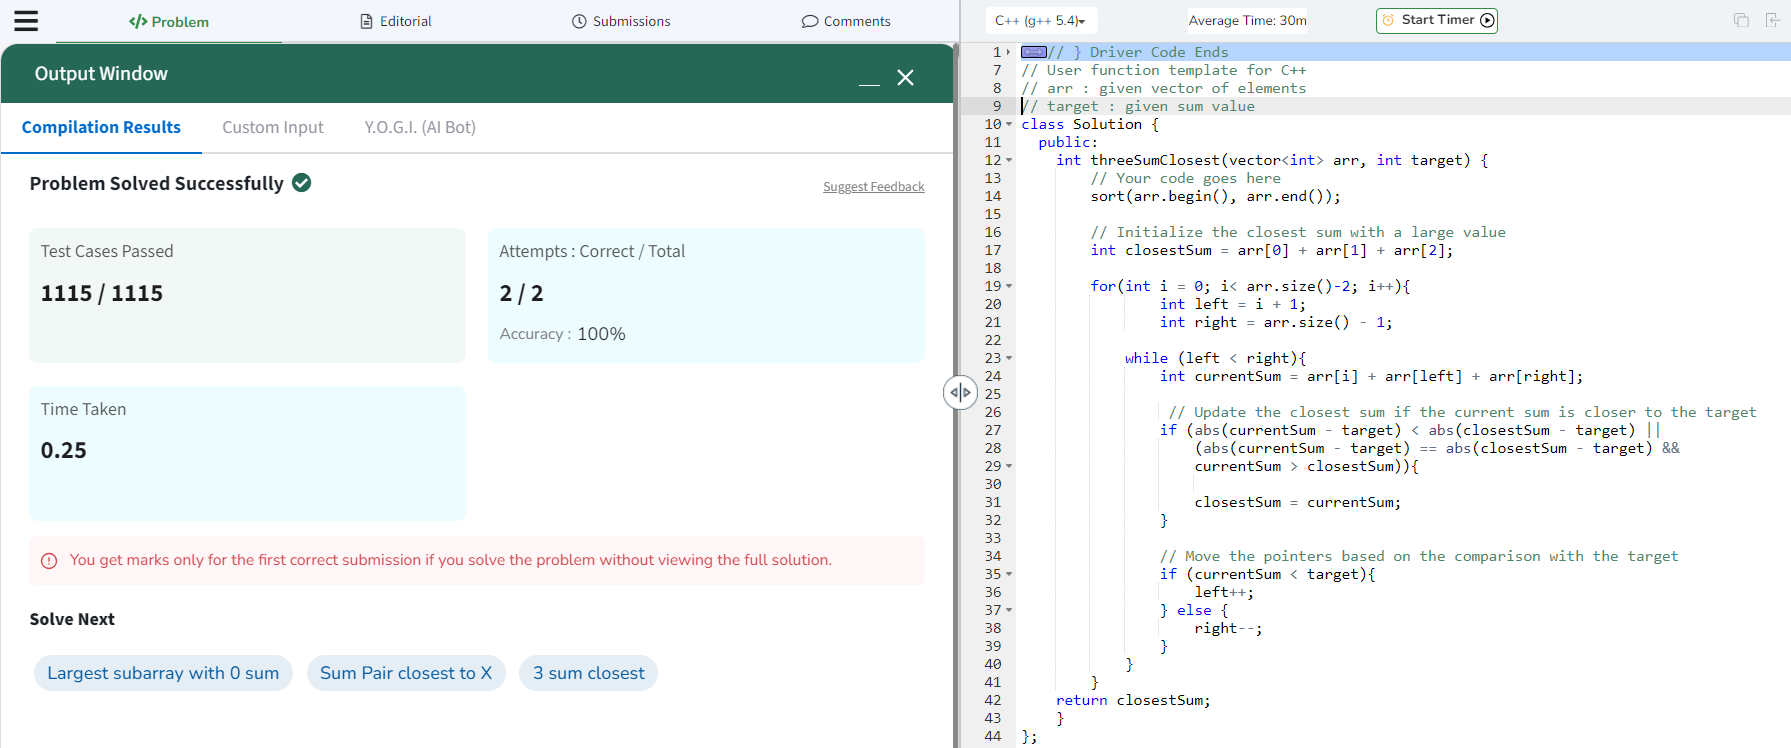 Problem
Editorial
Submissions
Comments
Output Window
Compilation Results
Custom Input
Y.O.G.I. (AI Bot)
Problem Solved Successfully
Suggest Feedback
Test Cases Passed
1115 / 1115
Attempts : Correct / Total
2 / 2
Accuracy : 100%
Time Taken
0.25
You get marks only for the first correct submission if you solve the problem without viewing the full solution.
Solve Next
Largest subarray with 0 sum
Sum Pair closest to X
3 sum closest
C++ (g++ 5.4)
Average Time: 30m
Start Timer
1 // } Driver Code Ends
7 // User function template for C++
8 // arr : given vector of elements
9 // target : given sum value
10 class Solution {
11 public:
12 int threeSumClosest(vector<int> arr, int target) {
13 // Your code goes here
14 sort(arr.begin(), arr.end());
15
16 // Initialize the closest sum with a large value
17 int closestSum = arr[0] + arr[1] + arr[2];
18
19 for(int i = 0; i< arr.size()-2; i++){
20 int left = i + 1;
21 int right = arr.size() - 1;
22
23 while (left < right){
24 int currentSum = arr[i] + arr[left] + arr[right];
25
26 // Update the closest sum if the current sum is closer to the target
27 if (abs(currentSum - target) < abs(closestSum - target) ||
28 (abs(currentSum - target) == abs(closestSum - target) &&
29 currentSum > closestSum)){
30
31 closestSum = currentSum;
32 }
33
34 // Move the pointers based on the comparison with the target
35 if (currentSum < target){
36 left++;
37 } else {
38 right--;
39 }
40 }
41 }
42 return closestSum;
43 }
44 };